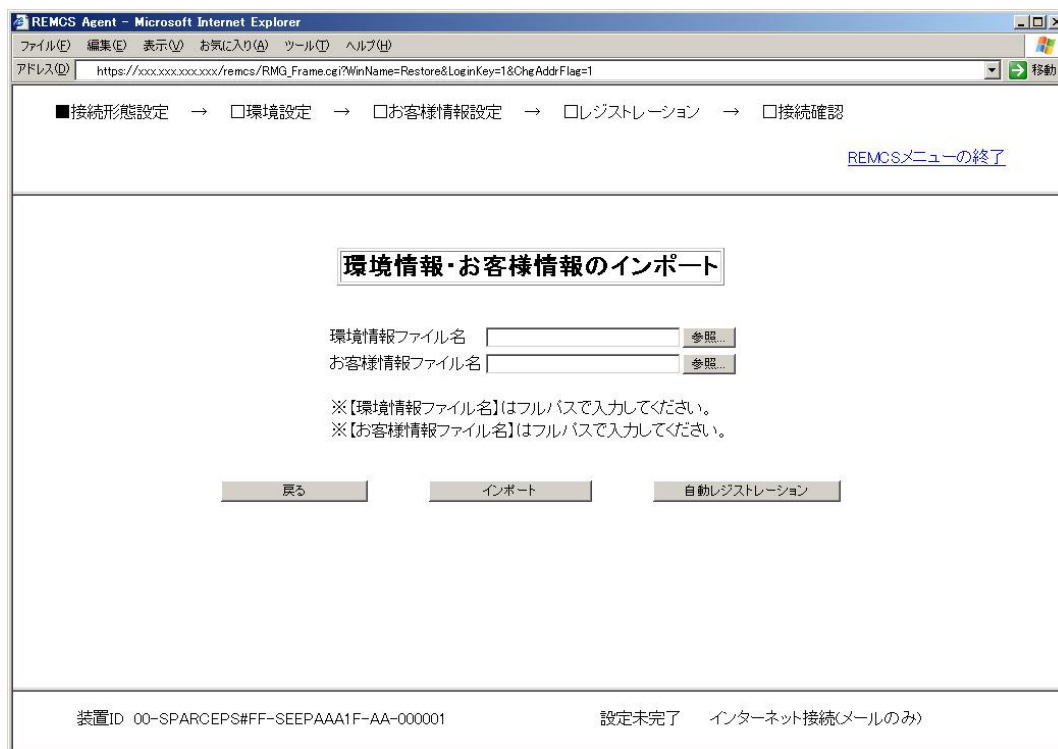 REMCS Agent - Microsoft Internet Explorer
ファイル(F) 編集(E) 表示(V) お気に入り(A) ツール(T) ヘルプ(H)
アドレス(D) https://xxx.xxx.xxx.xxx/remcs/RMG_Frame.cgi?WinName=Restore&LoginKey=1&ChgAddrFlag=1 移動
■接続形態設定 → □環境設定 → □お客様情報設定 → □レジストレーション → □接続確認
REMCSメニューの終了
環境情報・お客様情報のインポート
環境情報ファイル名 参照...
お客様情報ファイル名 参照...
※【環境情報ファイル名】はフルパスで入力してください。
※【お客様情報ファイル名】はフルパスで入力してください。
戻る インポート 自動レジストレーション
装置ID 00-SPARCEPS#FF-SEEPAAA1F-AA-000001 設定未完了 インターネット接続(メールのみ)